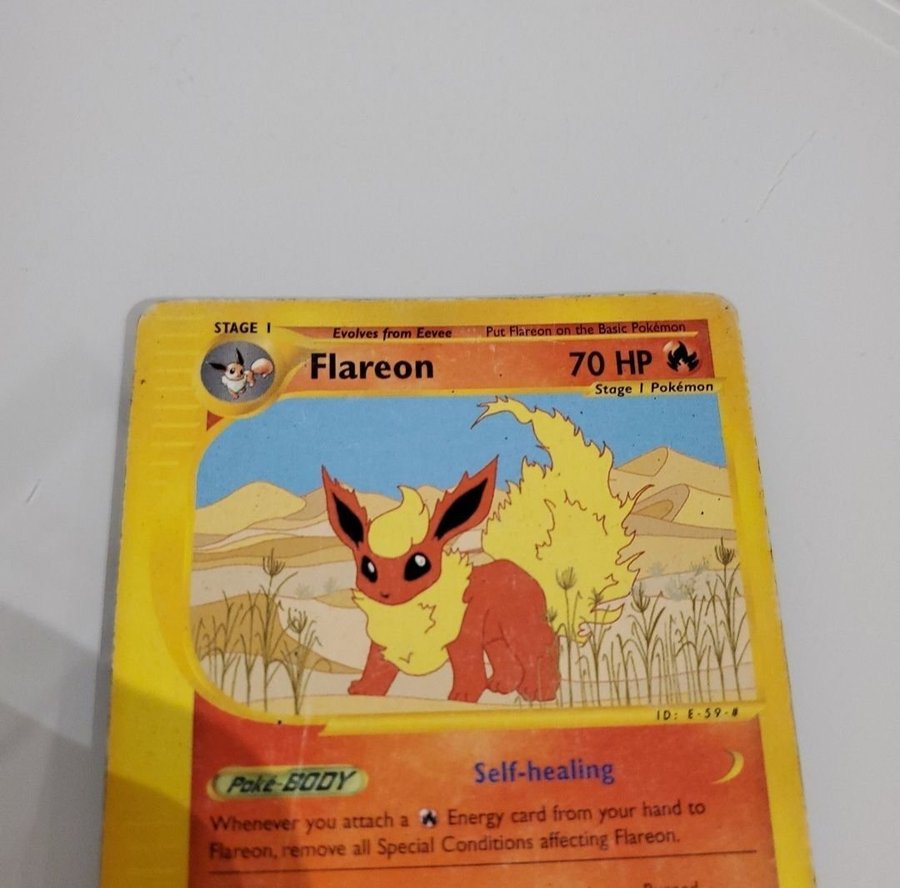 STAGE 1
Evolves from Eevee Put Flareon on the Basic Pokémon
Flareon 70 HP
Stage 1 Pokémon
ID: E-59-#
Poké-BODY Self-healing
Whenever you attach a Energy card from your hand to
Flareon, remove all Special Conditions affecting Flareon.